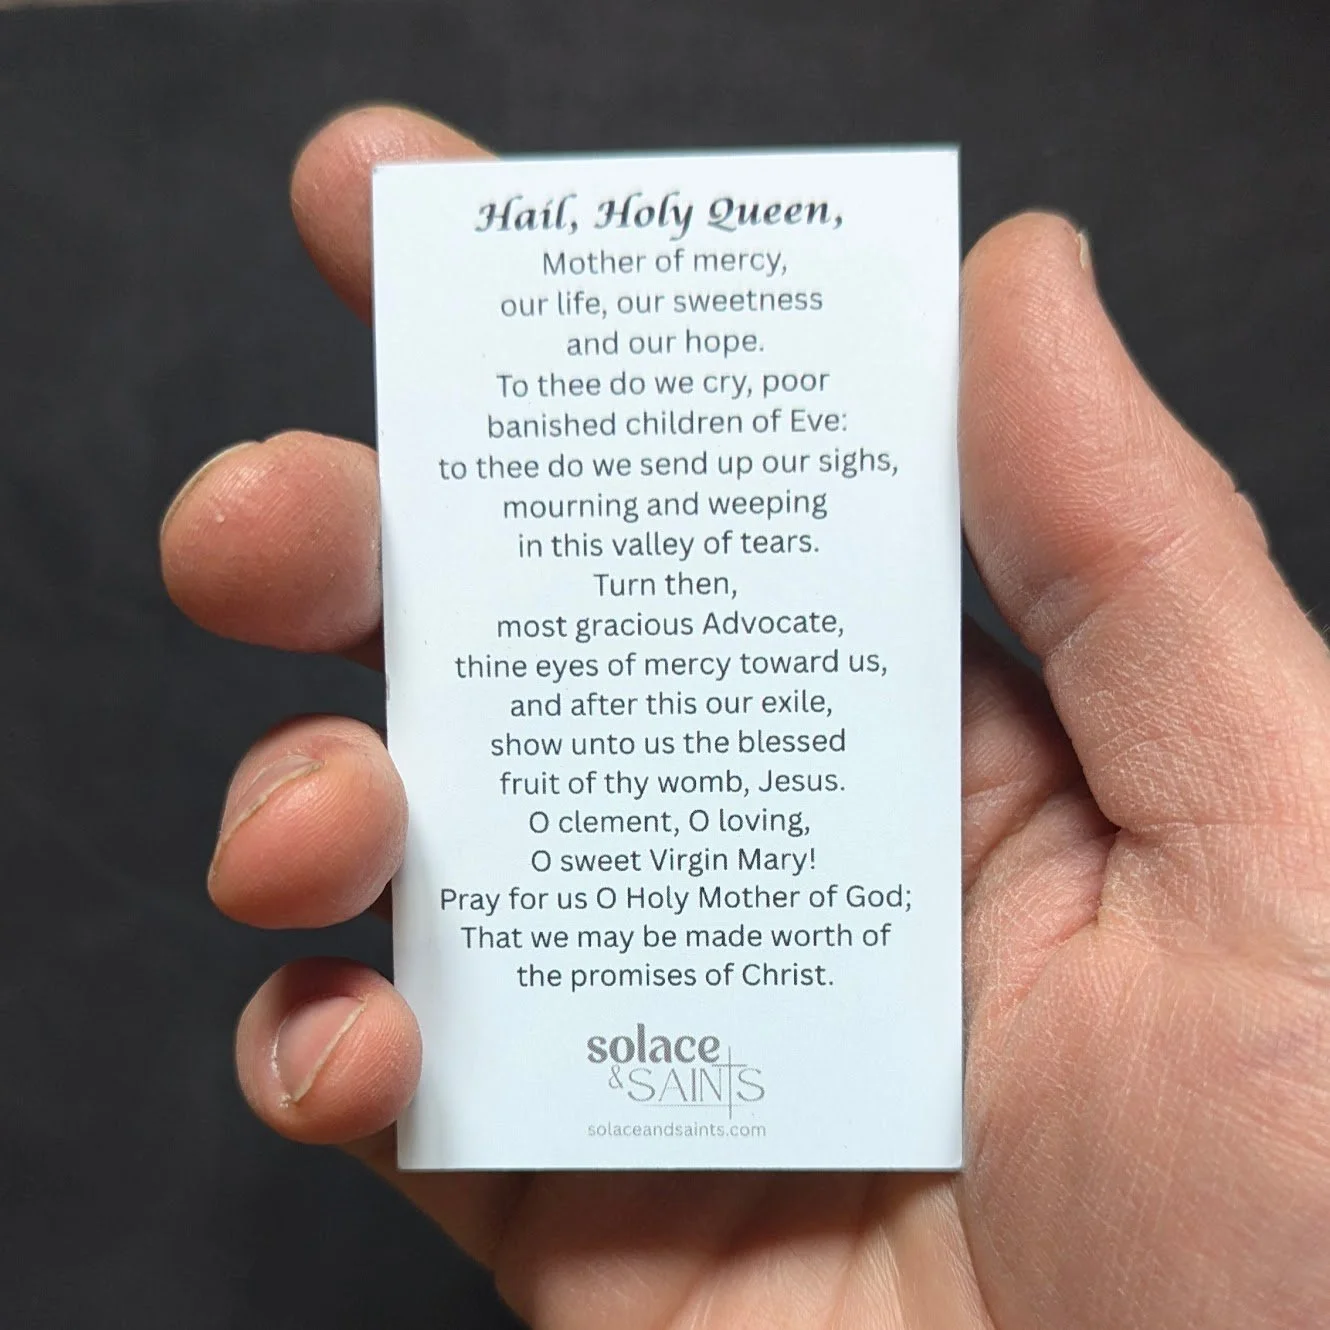 Hail, Holy Queen,
Mother of mercy,
our life, our sweetness
and our hope.
To thee do we cry, poor
banished children of Eve:
to thee do we send up our sighs,
mourning and weeping
in this valley of tears.
Turn then,
most gracious Advocate,
thine eyes of mercy toward us,
and after this our exile,
show unto us the blessed
fruit of thy womb, Jesus.
O clement, O loving,
O sweet Virgin Mary!
Pray for us O Holy Mother of God;
That we may be made worth of
the promises of Christ.
solace
& SAINTS
solaceandsaints.com